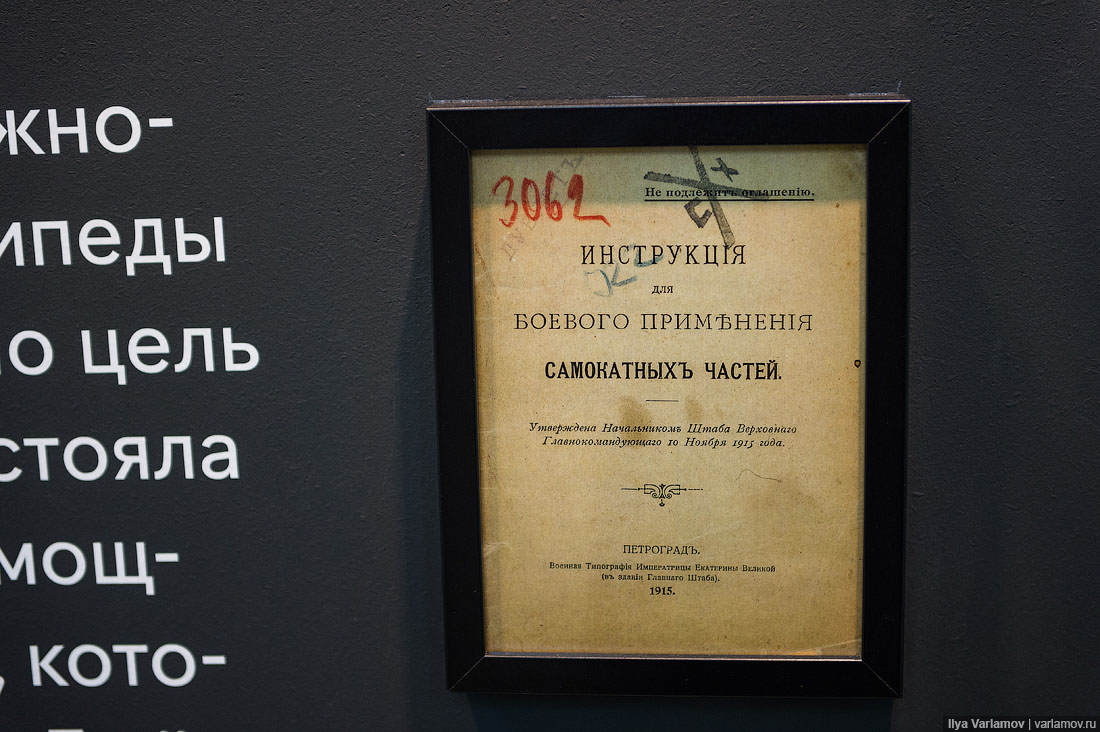 жно-
ипеды
о цель
стояла
мощ-
, кото-
3062
Не подлежитъ оглашенію.
ИНСТРУКЦІЯ
ДЛЯ
БОЕВОГО ПРИМѢНЕНІЯ
САМОКАТНЫХЪ ЧАСТЕЙ.
Утверждена Начальникомъ Штаба Верховнаго
Главнокомандующаго 10 Ноября 1915 года.
ПЕТРОГРАДЪ.
Военная Типографія Императрицы Екатерины Великой
(въ зданіи Главнаго Штаба).
1915.
Ilya Varlamov | varlamov.ru